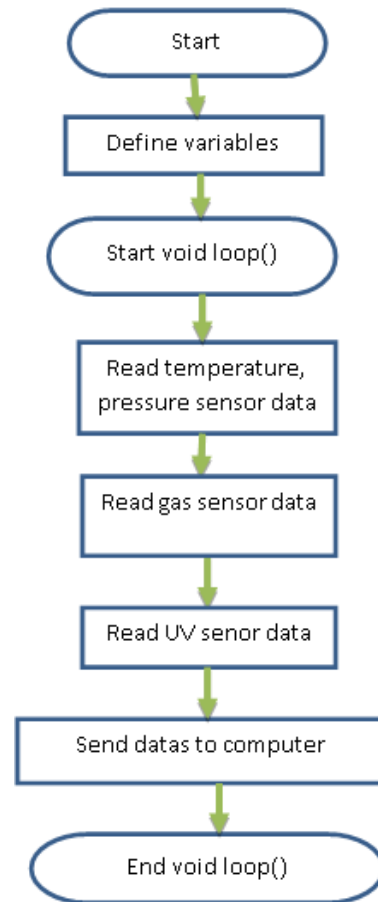 Start
Define variables
Start void loop()
Read temperature,
pressure sensor data
Read gas sensor data
Read UV senor data
Send datas to computer
End void loop()